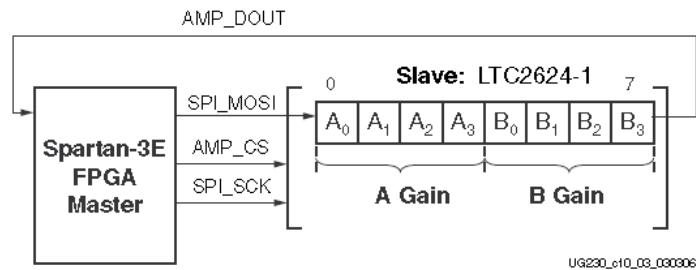 AMP_DOUT
0 Slave: LTC2624-1 7
SPI_MOSI
A0 A1 A2 A3 B0 B1 B2 B3
Spartan-3E
FPGA
Master
AMP_CS
SPI_SCK
A Gain B Gain
UG230_c10_03_030306